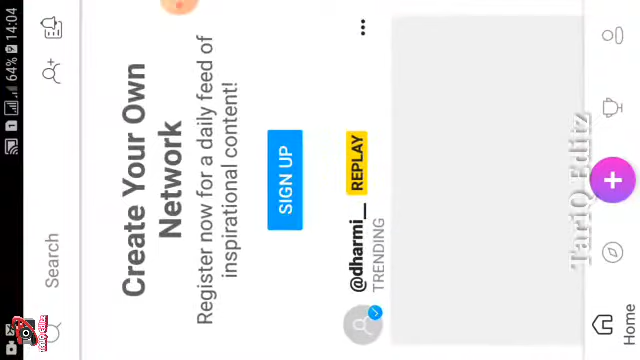 1 64% 14:04
Search
Create Your Own
Network
Register now for a daily feed of
inspirational content!
SIGN UP
@dharmi__ REPLAY
TRENDING
TariQ Editz
Home